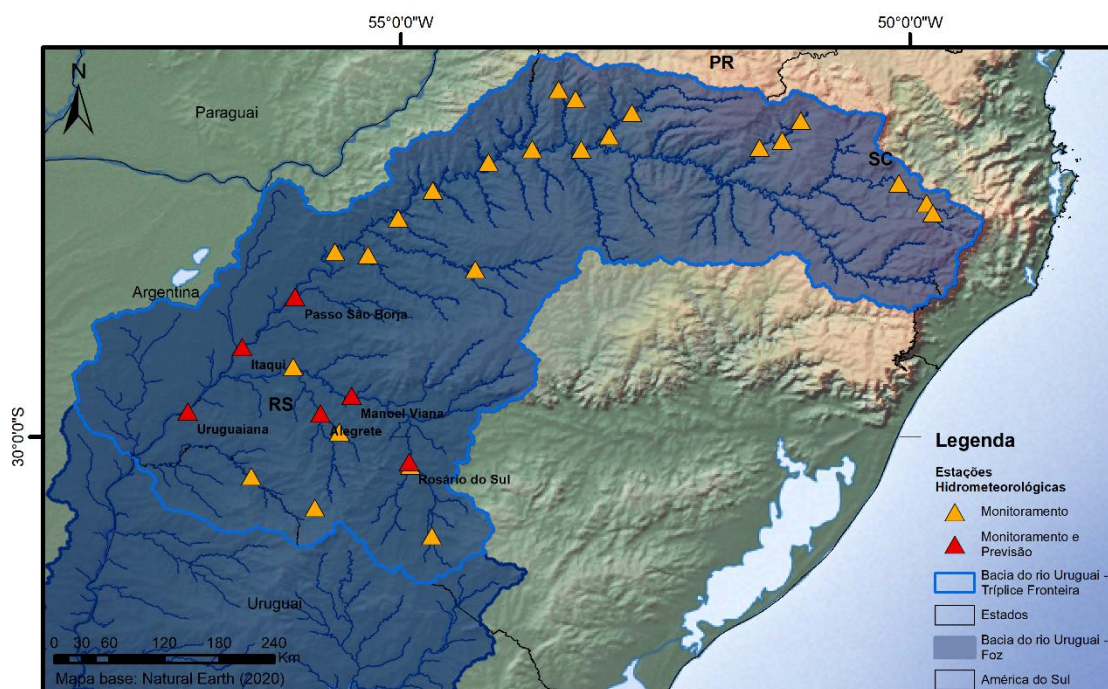 55°0'0"W
50°0'0"W
N
PR
Paraguai
SC
Argentina
Passo São Borja
Itaqui
RS
Manoel Viana
Uruguaiana
Alegrete
30°0'0"S
Rosário do Sul
Uruguai
0 30 60 120 180 240
Km
Mapa base: Natural Earth (2020)
Legenda
Estações
Hidrometeorológicas
Monitoramento
Monitoramento e
Previsão
Bacia do rio Uruguai -
Tríplice Fronteira
Estados
Bacia do rio Uruguai -
Foz
América do Sul